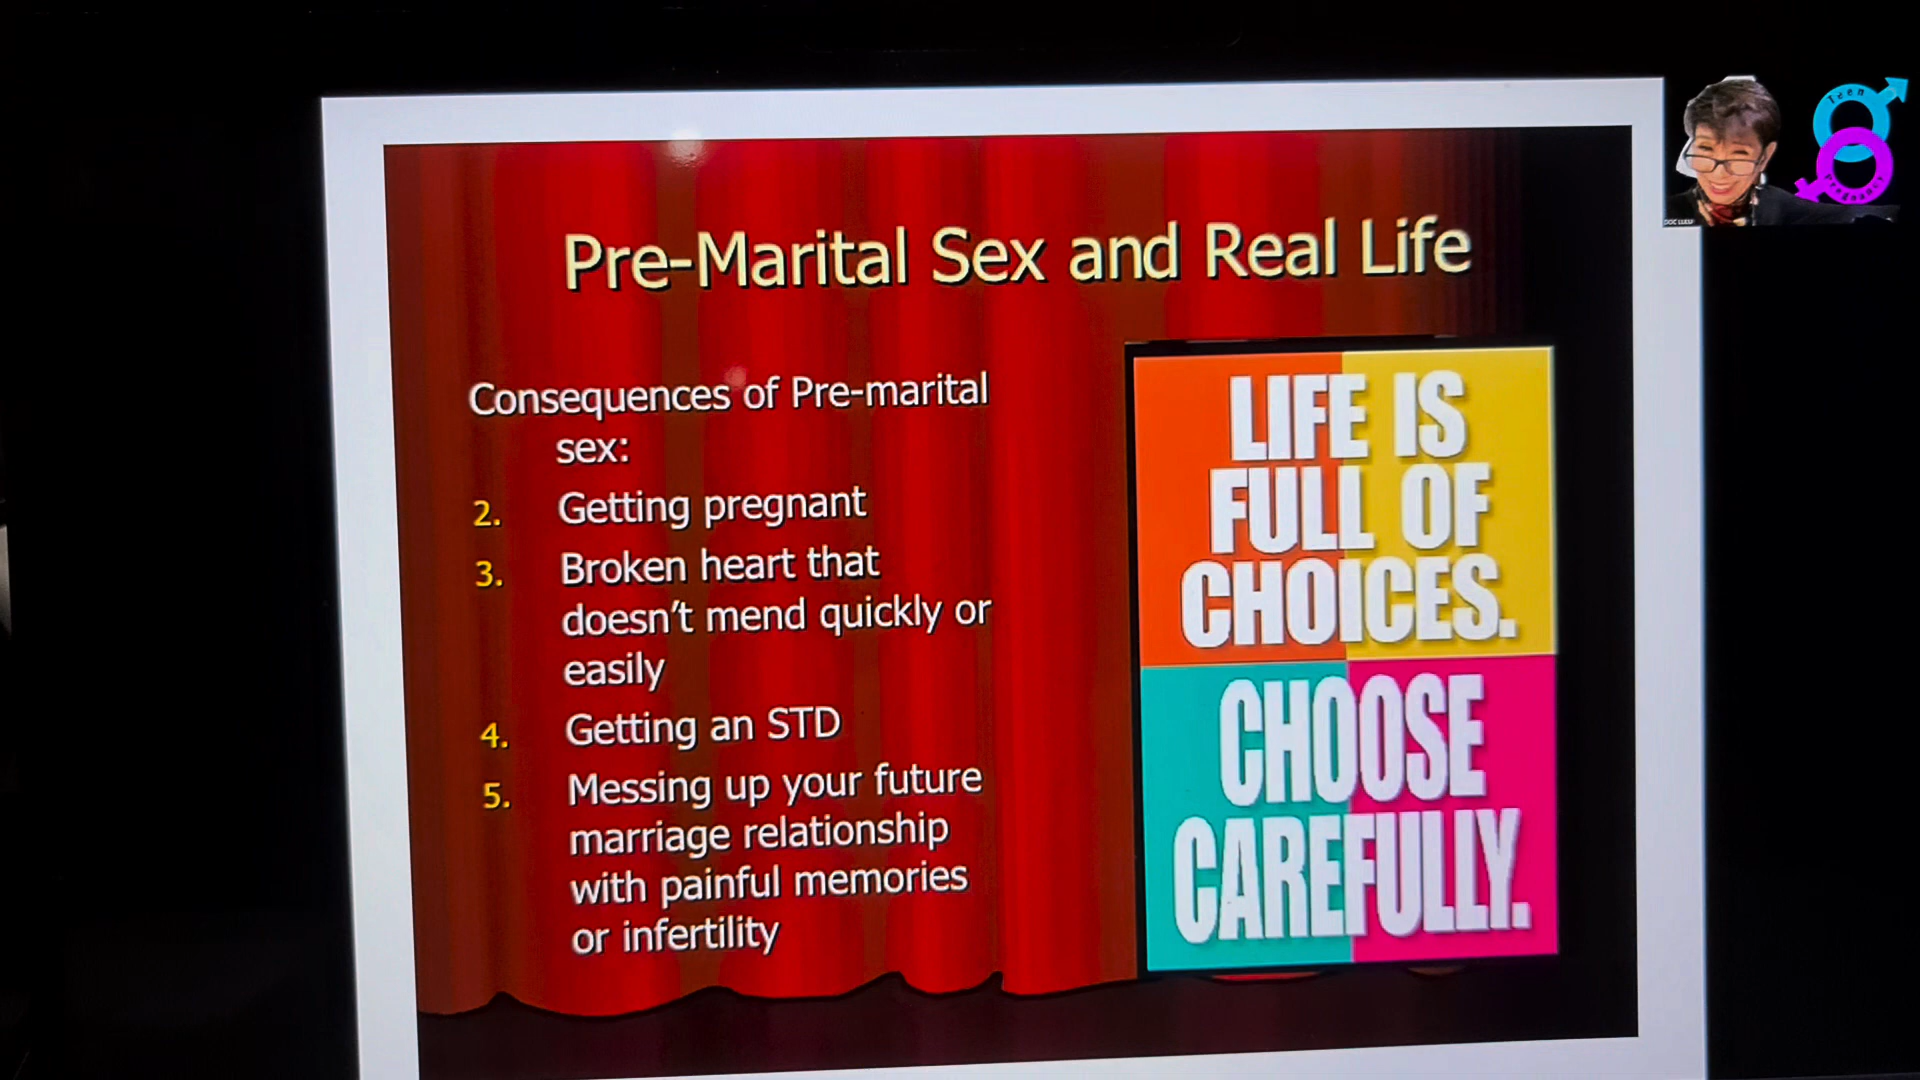 Teen
Pregnancy
Pre-Marital Sex and Real Life
Consequences of Pre-marital
sex:
2. Getting pregnant
3. Broken heart that
doesn't mend quickly or
easily
4. Getting an STD
5. Messing up your future
marriage relationship
with painful memories
or infertility
LIFE IS
FULL OF
CHOICES.
CHOOSE
CAREFULLY.